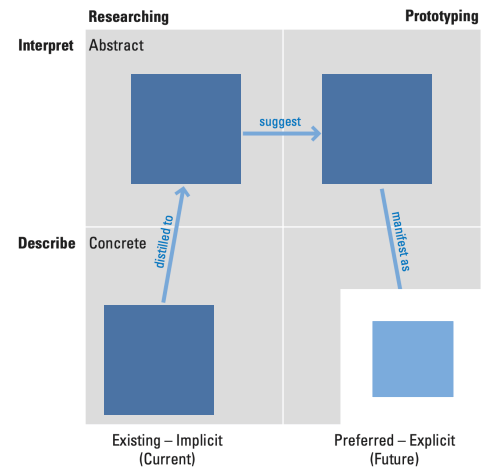 Researching
Prototyping
Interpret
Abstract
suggest
distilled to
manifest as
Describe
Concrete
Existing – Implicit
(Current)
Preferred – Explicit
(Future)